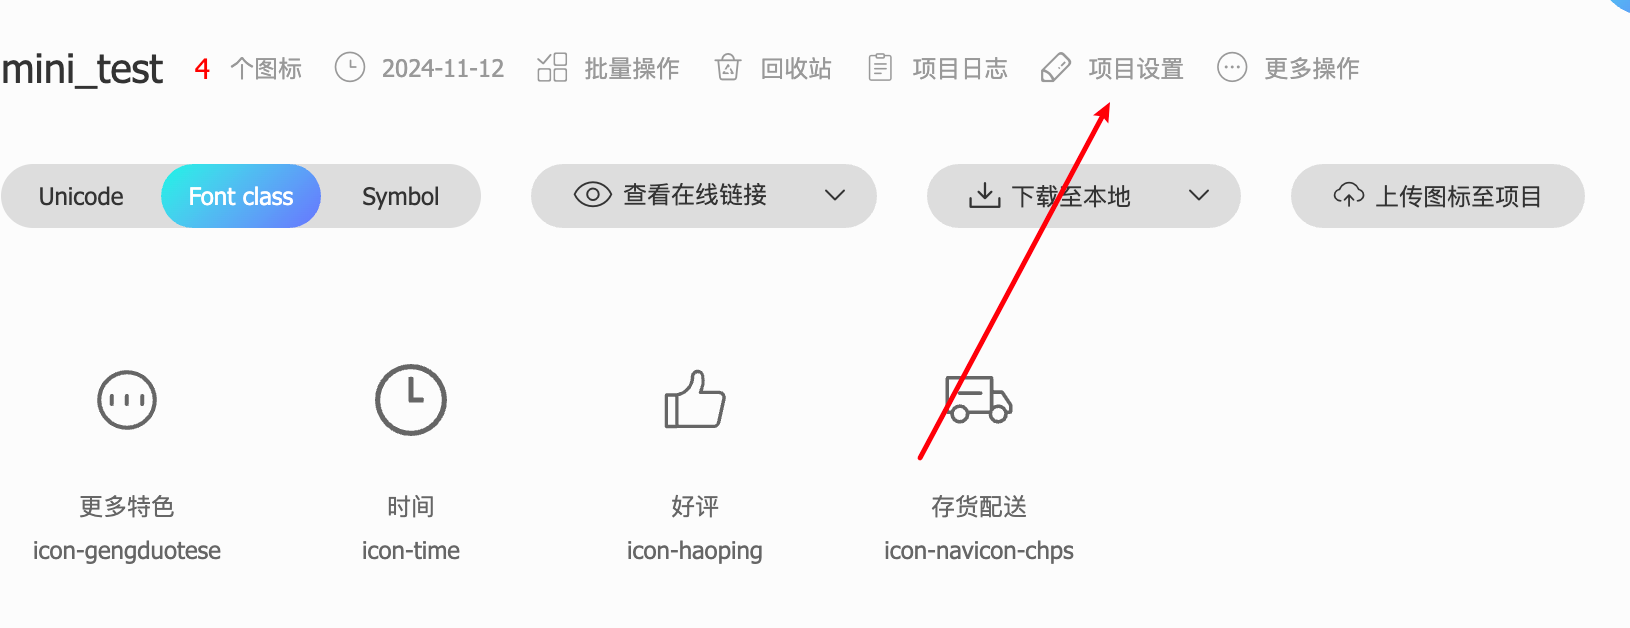 mini_test 4 个图标 2024-11-12 批量操作 回收站 项目日志 项目设置 更多操作
Unicode Font class Symbol 查看在线链接 下载至本地 上传图标至项目
更多特色 时间 好评 存货配送
icon-gengduotese icon-time icon-haoping icon-navicon-chps